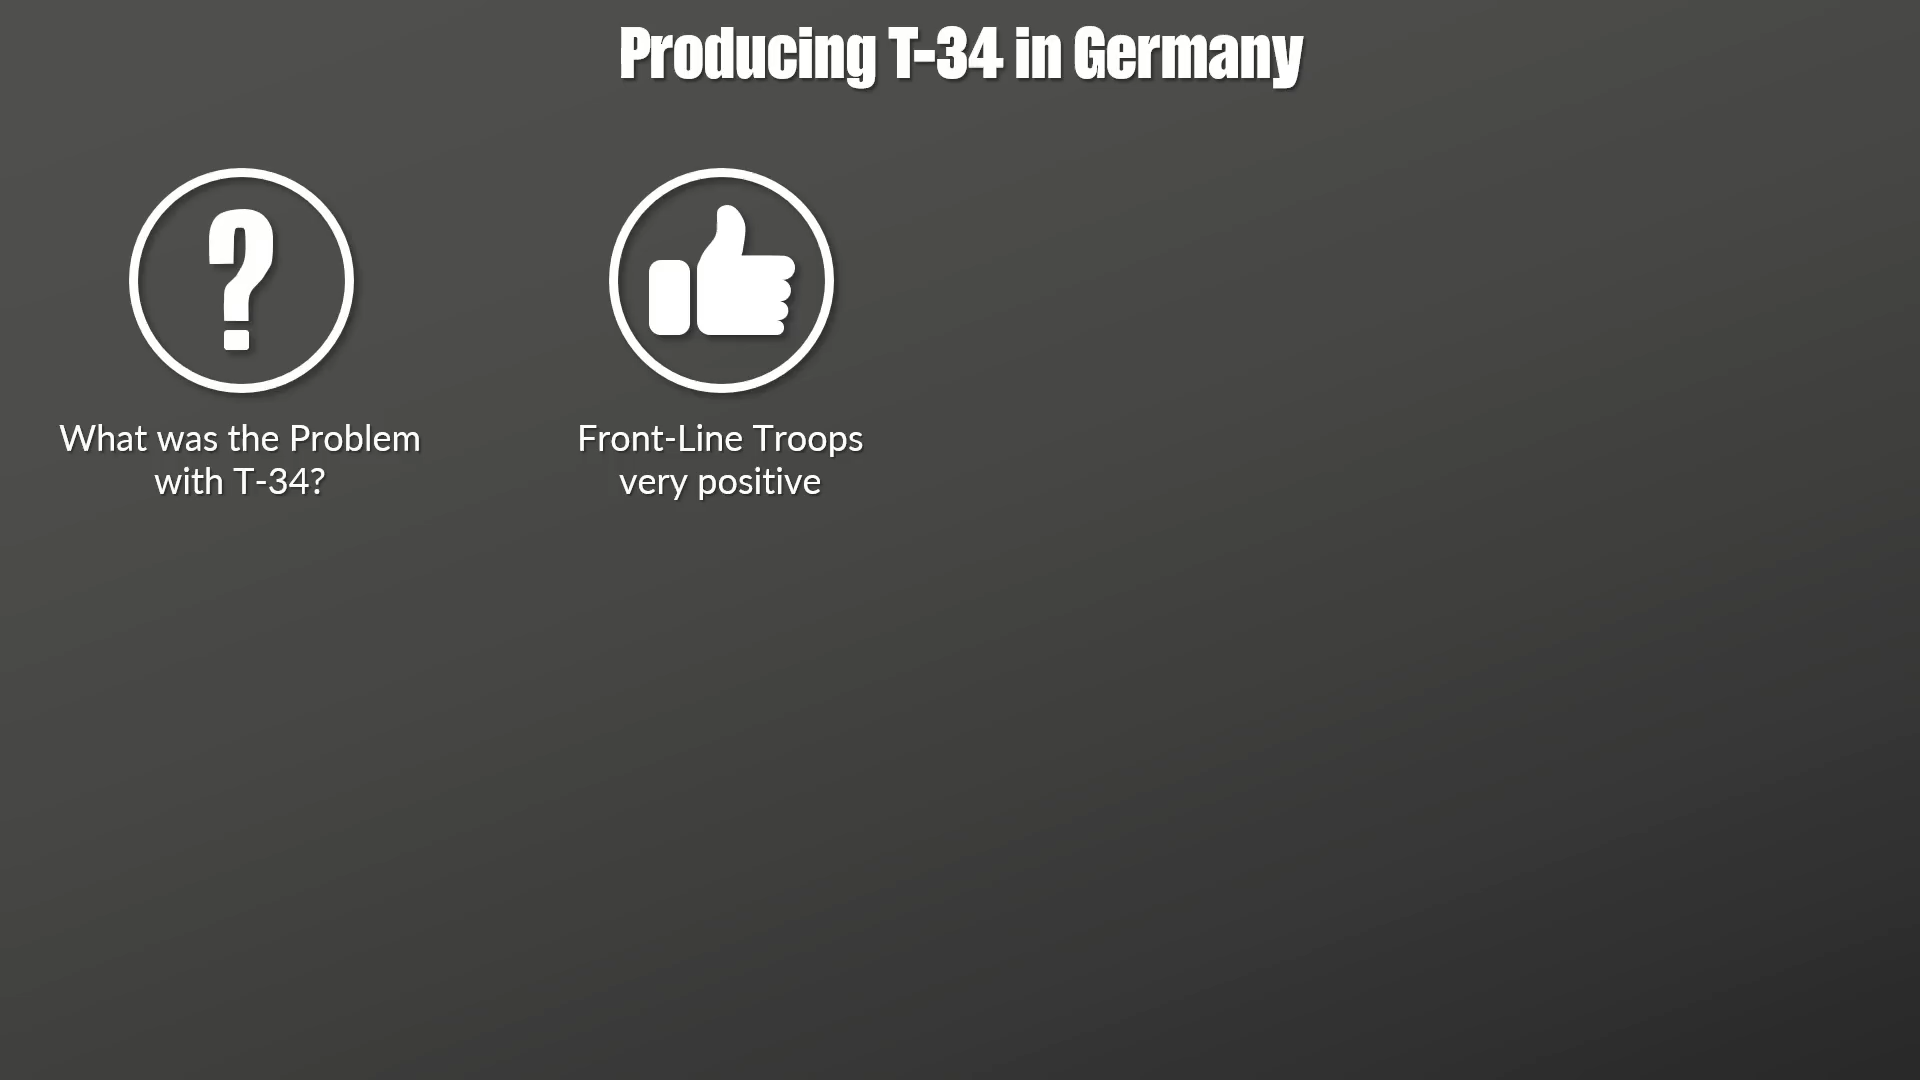 Producing T-34 in Germany
What was the Problem
with T-34?
Front-Line Troops
very positive